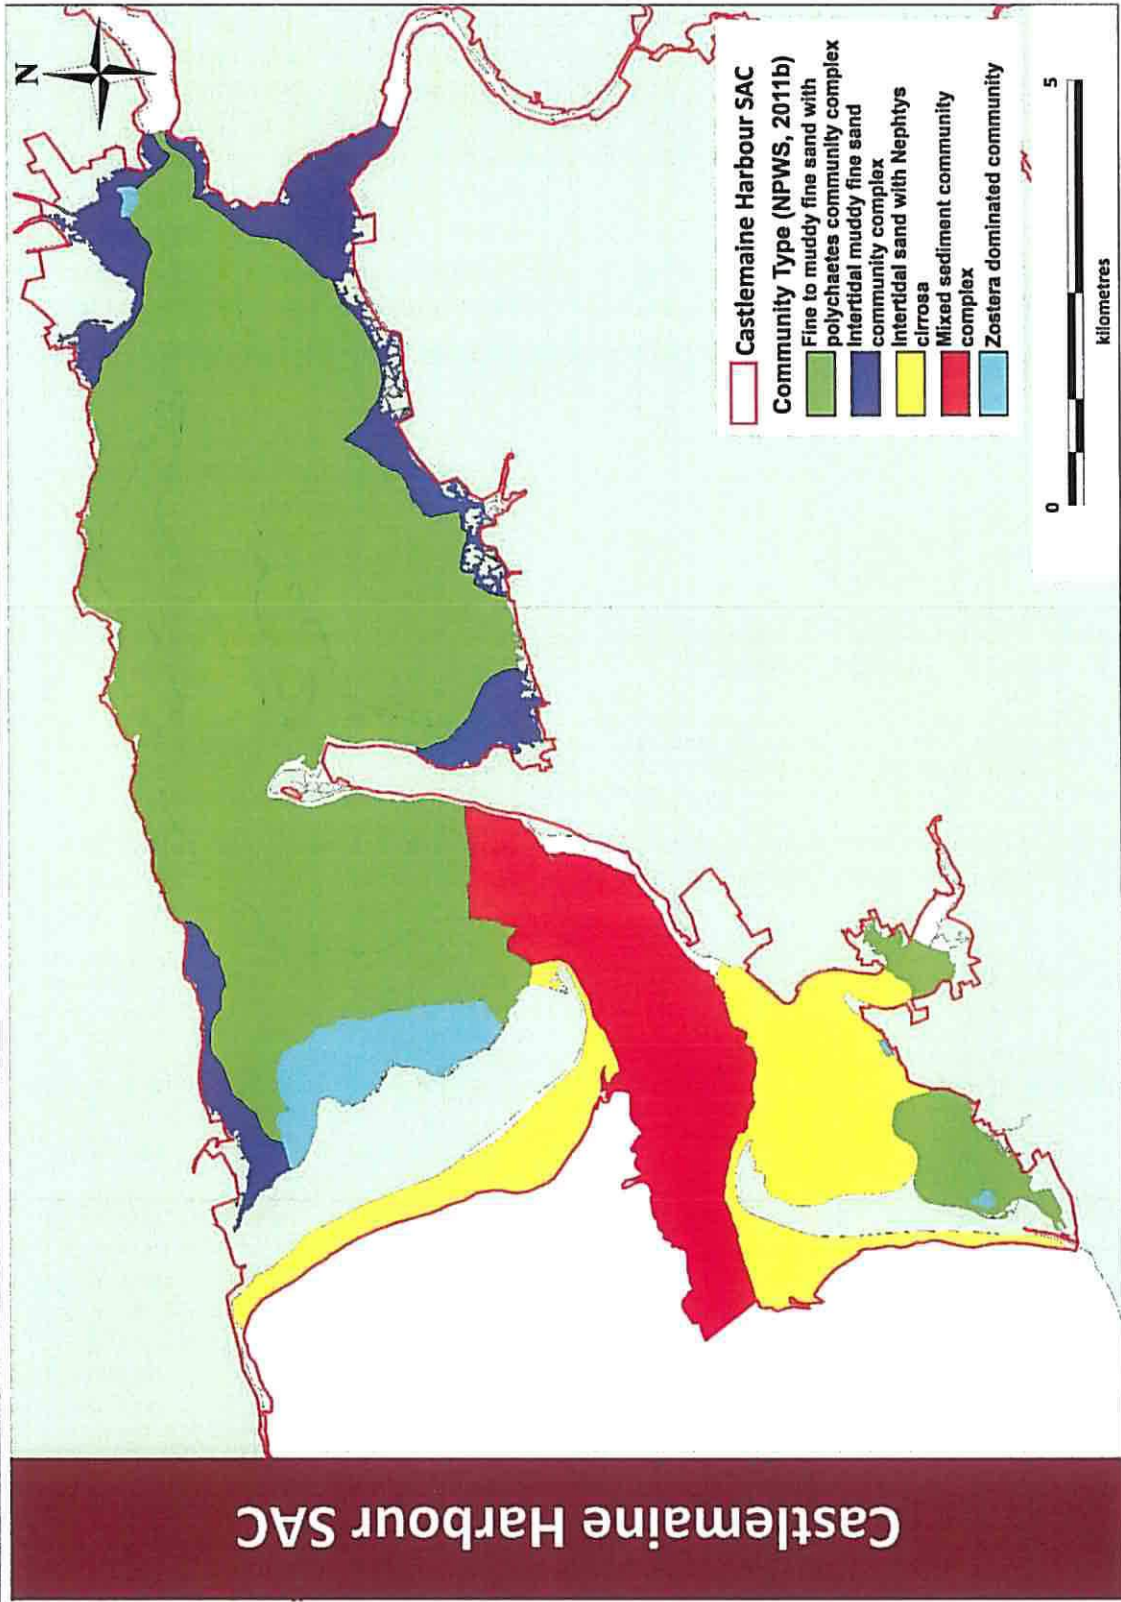 Castlemaine Harbour SAC
N
Castlemaine Harbour SAC
Community Type (NPWS, 2011b)
Fine to muddy fine sand with
polychaetes community complex
Intertidal muddy fine sand
community complex
Intertidal sand with Nephtys
cirrosa
Mixed sediment community
complex
Zostera dominated community
0
5
kilometres